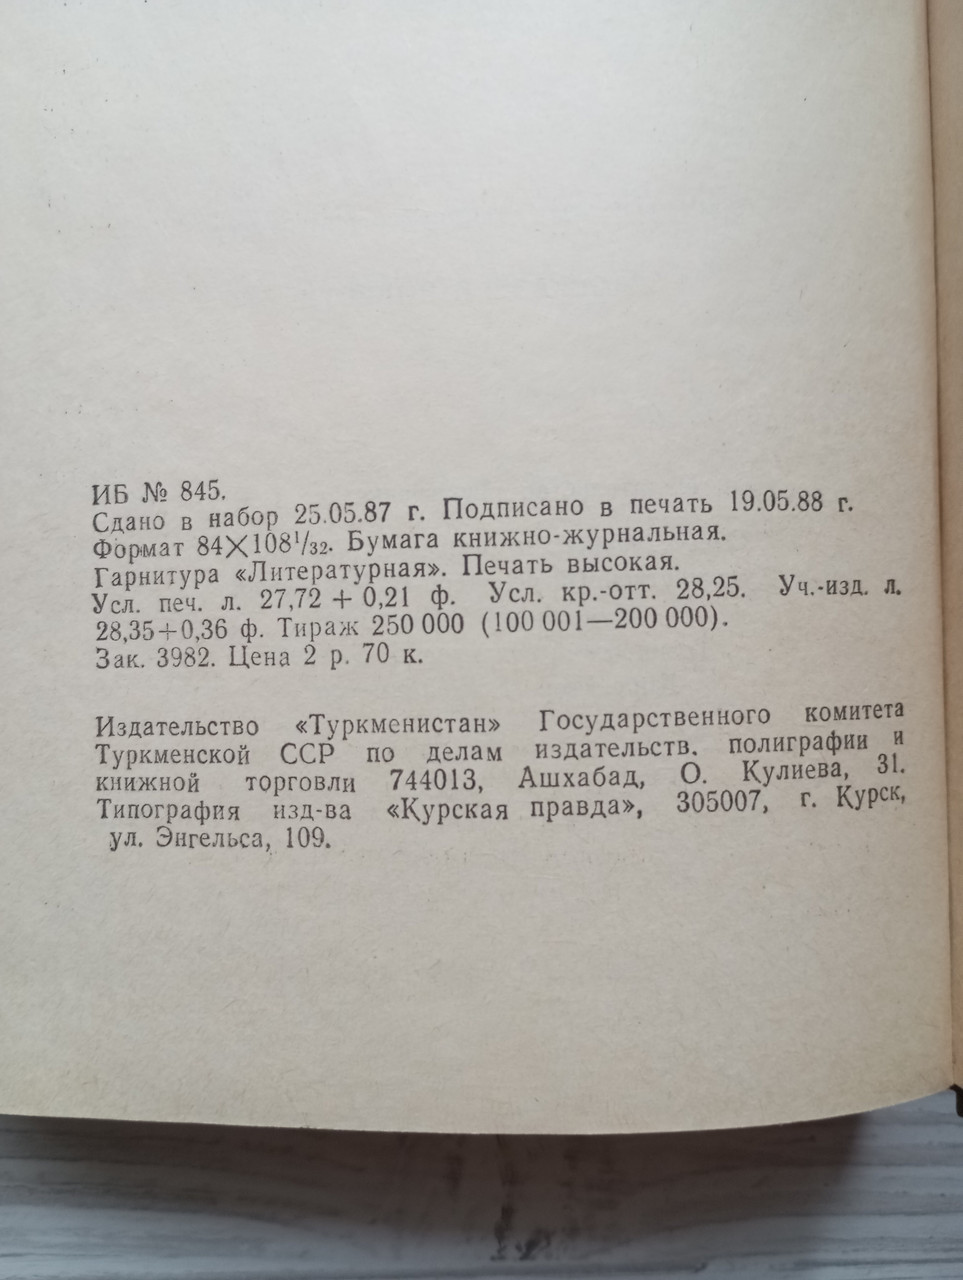 ИБ № 845.
Сдано в набор 25.05.87 г. Подписано в печать 19.05.88 г.
Формат 84×108¹/₃₂. Бумага книжно-журнальная.
Гарнитура «Литературная». Печать высокая.
Усл. печ. л. 27,72 + 0,21 ф. Усл. кр.-отт. 28,25. Уч.-изд. л.
28,35+0,36 ф. Тираж 250 000 (100 001—200 000).
Зак. 3982. Цена 2 р. 70 к.
Издательство «Туркменистан» Государственного комитета
Туркменской ССР по делам издательств. полиграфии и
книжной торговли 744013, Ашхабад, О. Кулиева, 31.
Типография изд-ва «Курская правда», 305007, г. Курск,
ул. Энгельса, 109.